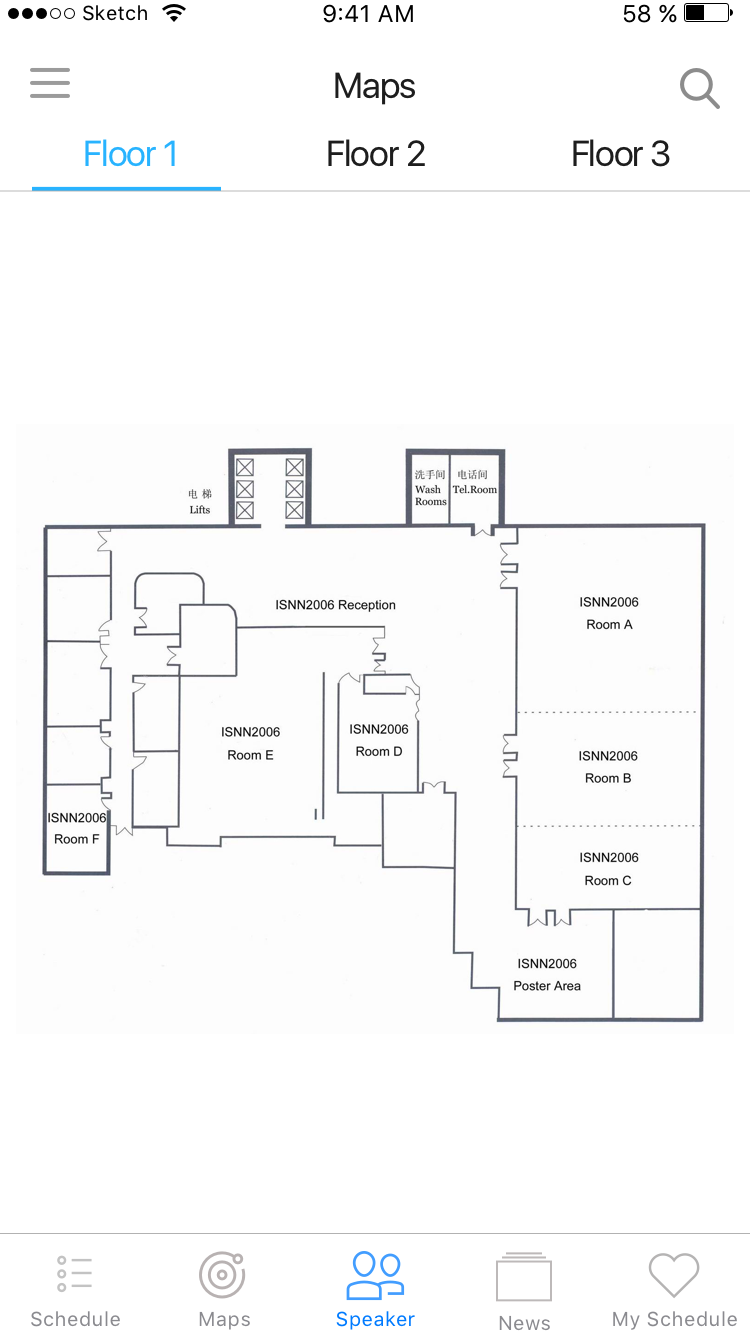 Sketch 9:41 AM 58 %
Maps
Floor 1 Floor 2 Floor 3
电 梯
Lifts
洗手间
Wash
Rooms
电话间
Tel.Room
ISNN2006 Reception
ISNN2006
Room A
ISNN2006
Room E
ISNN2006
Room D
ISNN2006
Room B
ISNN2006
Room F
ISNN2006
Room C
ISNN2006
Poster Area
Schedule Maps Speaker News My Schedule